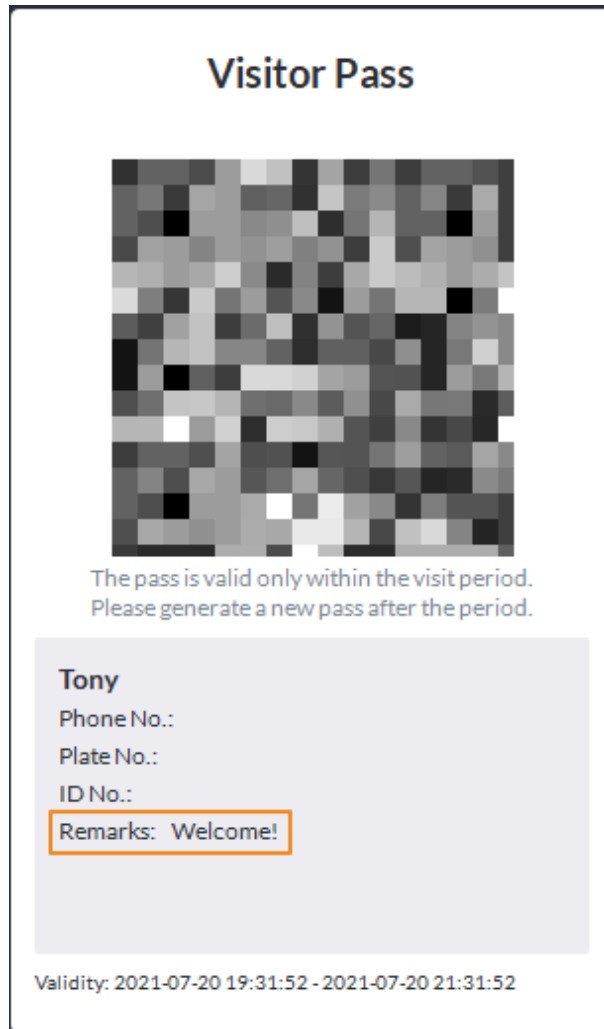 Visitor Pass
The pass is valid only within the visit period.
Please generate a new pass after the period.
Tony
Phone No.:
Plate No.:
ID No.:
Remarks: Welcome!
Validity: 2021-07-20 19:31:52 - 2021-07-20 21:31:52